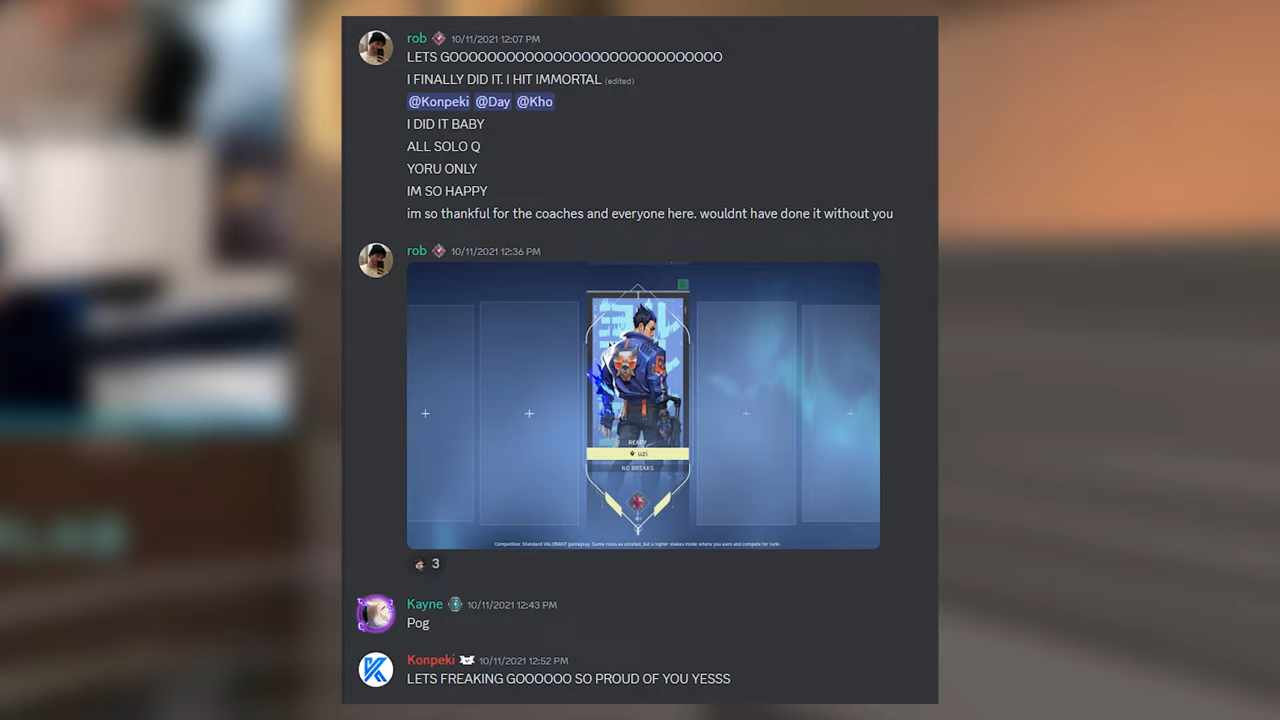 rob 10/11/2021 12:07 PM
LETS GOOOOOOOOOOOOOOOOOOOOOOOOOOOOO
I FINALLY DID IT. I HIT IMMORTAL (edited)
@Konpeki @Day @Kho
I DID IT BABY
ALL SOLO Q
YORU ONLY
IM SO HAPPY
im so thankful for the coaches and everyone here. wouldnt have done it without you
rob 10/11/2021 12:36 PM
READY
uzi
NO BREAKS
Competitive: Standard VALORANT gameplay. Same rules as unrated, but a higher stakes mode where you earn and compete for rank.
3
Kayne 10/11/2021 12:43 PM
Pog
Konpeki 10/11/2021 12:52 PM
LETS FREAKING GOOOOOO SO PROUD OF YOU YESSS